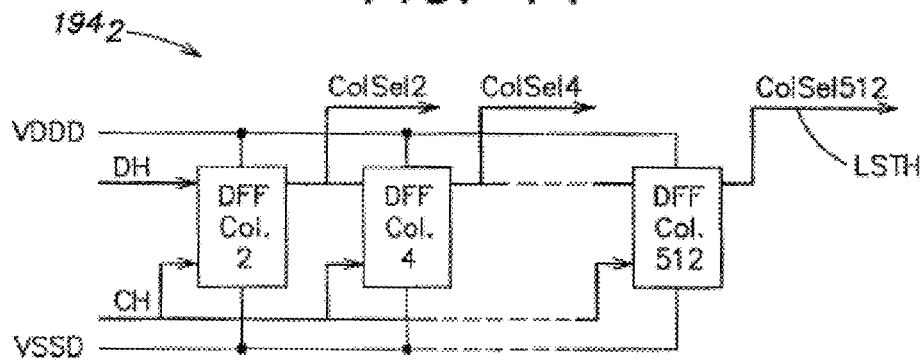 194₂
ColSel2
ColSel4
ColSel512
VDDD
DH
LSTH
DFF
Col.
2
DFF
Col.
4
DFF
Col.
512
CH
VSSD